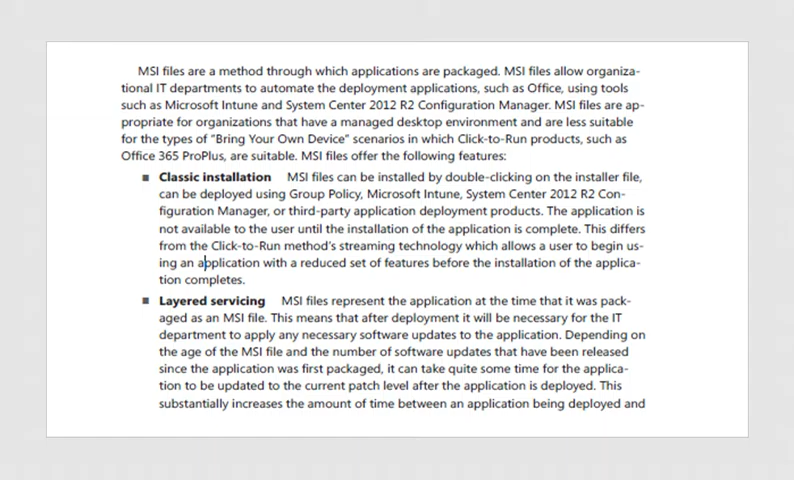 MSI files are a method through which applications are packaged. MSI files allow organiza-
tional IT departments to automate the deployment applications, such as Office, using tools
such as Microsoft Intune and System Center 2012 R2 Configuration Manager. MSI files are ap-
propriate for organizations that have a managed desktop environment and are less suitable
for the types of "Bring Your Own Device" scenarios in which Click-to-Run products, such as
Office 365 ProPlus, are suitable. MSI files offer the following features:
■ Classic installation MSI files can be installed by double-clicking on the installer file,
can be deployed using Group Policy, Microsoft Intune, System Center 2012 R2 Con-
figuration Manager, or third-party application deployment products. The application is
not available to the user until the installation of the application is complete. This differs
from the Click-to-Run method's streaming technology which allows a user to begin us-
ing an application with a reduced set of features before the installation of the applica-
tion completes.
■ Layered servicing MSI files represent the application at the time that it was pack-
aged as an MSI file. This means that after deployment it will be necessary for the IT
department to apply any necessary software updates to the application. Depending on
the age of the MSI file and the number of software updates that have been released
since the application was first packaged, it can take quite some time for the applica-
tion to be updated to the current patch level after the application is deployed. This
substantially increases the amount of time between an application being deployed and